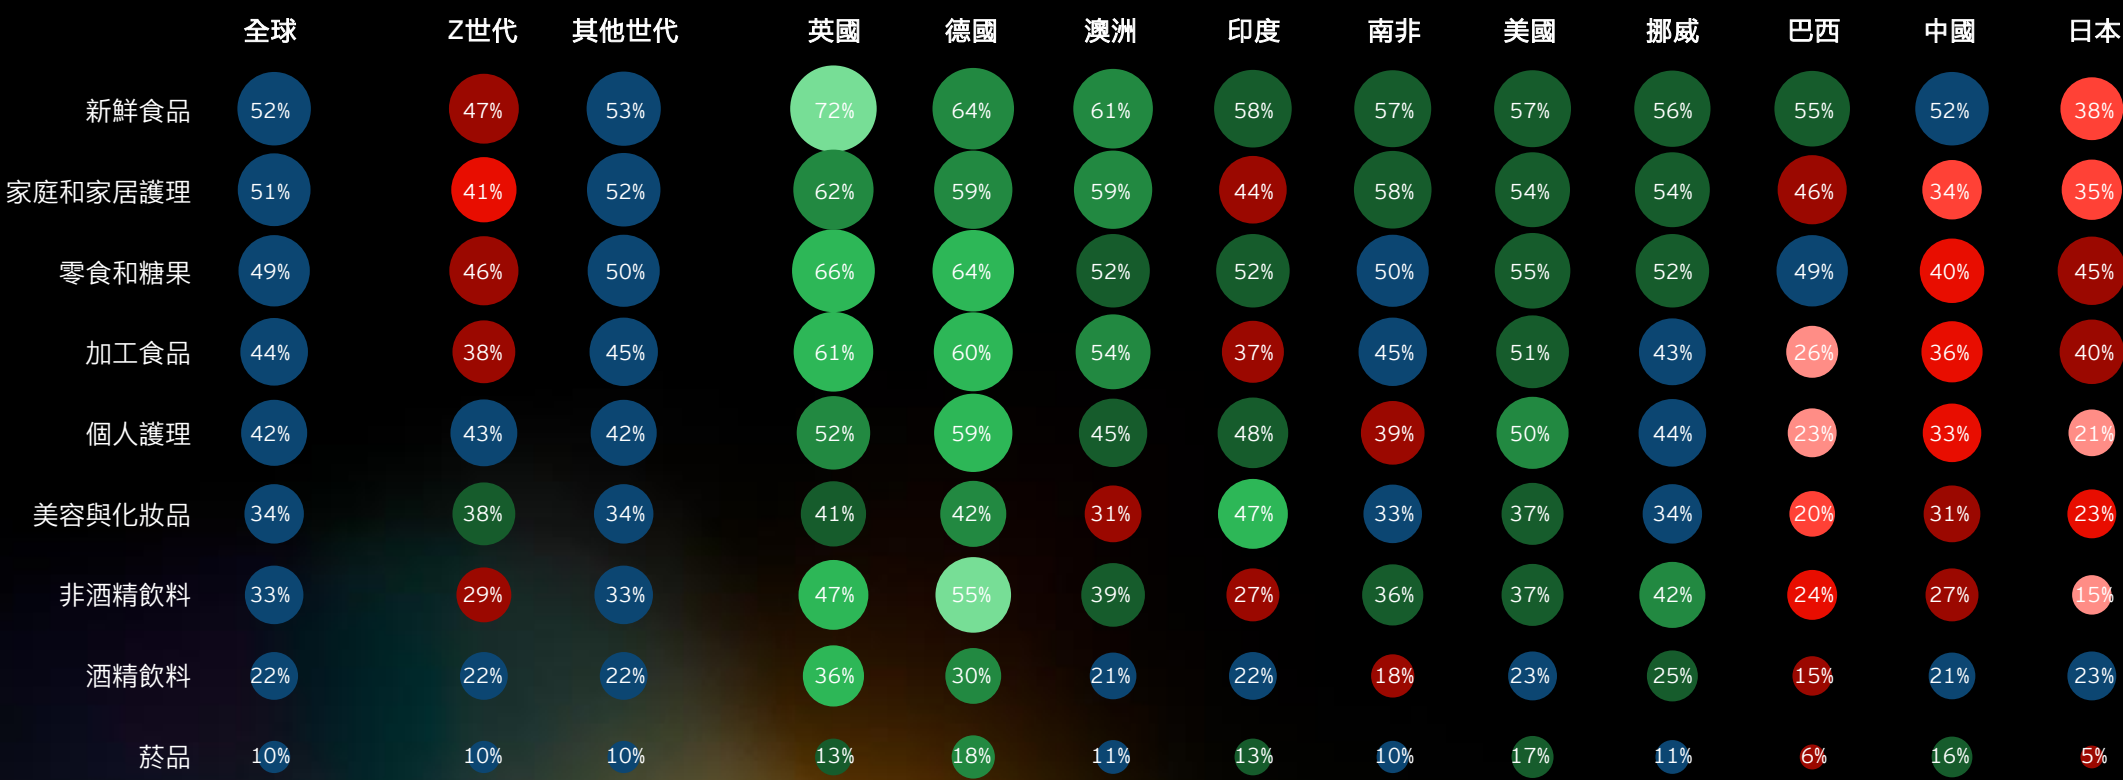 全球 Z世代 其他世代 英國 德國 澳洲 印度 南非 美國 挪威 巴西 中國 日本
新鮮食品 52% 47% 53% 72% 64% 61% 58% 57% 57% 56% 55% 52% 38%
家庭和家居護理 51% 41% 52% 62% 59% 59% 44% 58% 54% 54% 46% 34% 35%
零食和糖果 49% 46% 50% 66% 64% 52% 52% 50% 55% 52% 49% 40% 45%
加工食品 44% 38% 45% 61% 60% 54% 37% 45% 51% 43% 26% 36% 40%
個人護理 42% 43% 42% 52% 59% 45% 48% 39% 50% 44% 23% 33% 21%
美容與化妝品 34% 38% 34% 41% 42% 31% 47% 33% 37% 34% 20% 31% 23%
非酒精飲料 33% 29% 33% 47% 55% 39% 27% 36% 37% 42% 24% 27% 15%
酒精飲料 22% 22% 22% 36% 30% 21% 22% 18% 23% 25% 15% 21% 23%
菸品 10% 10% 10% 13% 18% 11% 13% 10% 17% 11% 6% 16% 5%